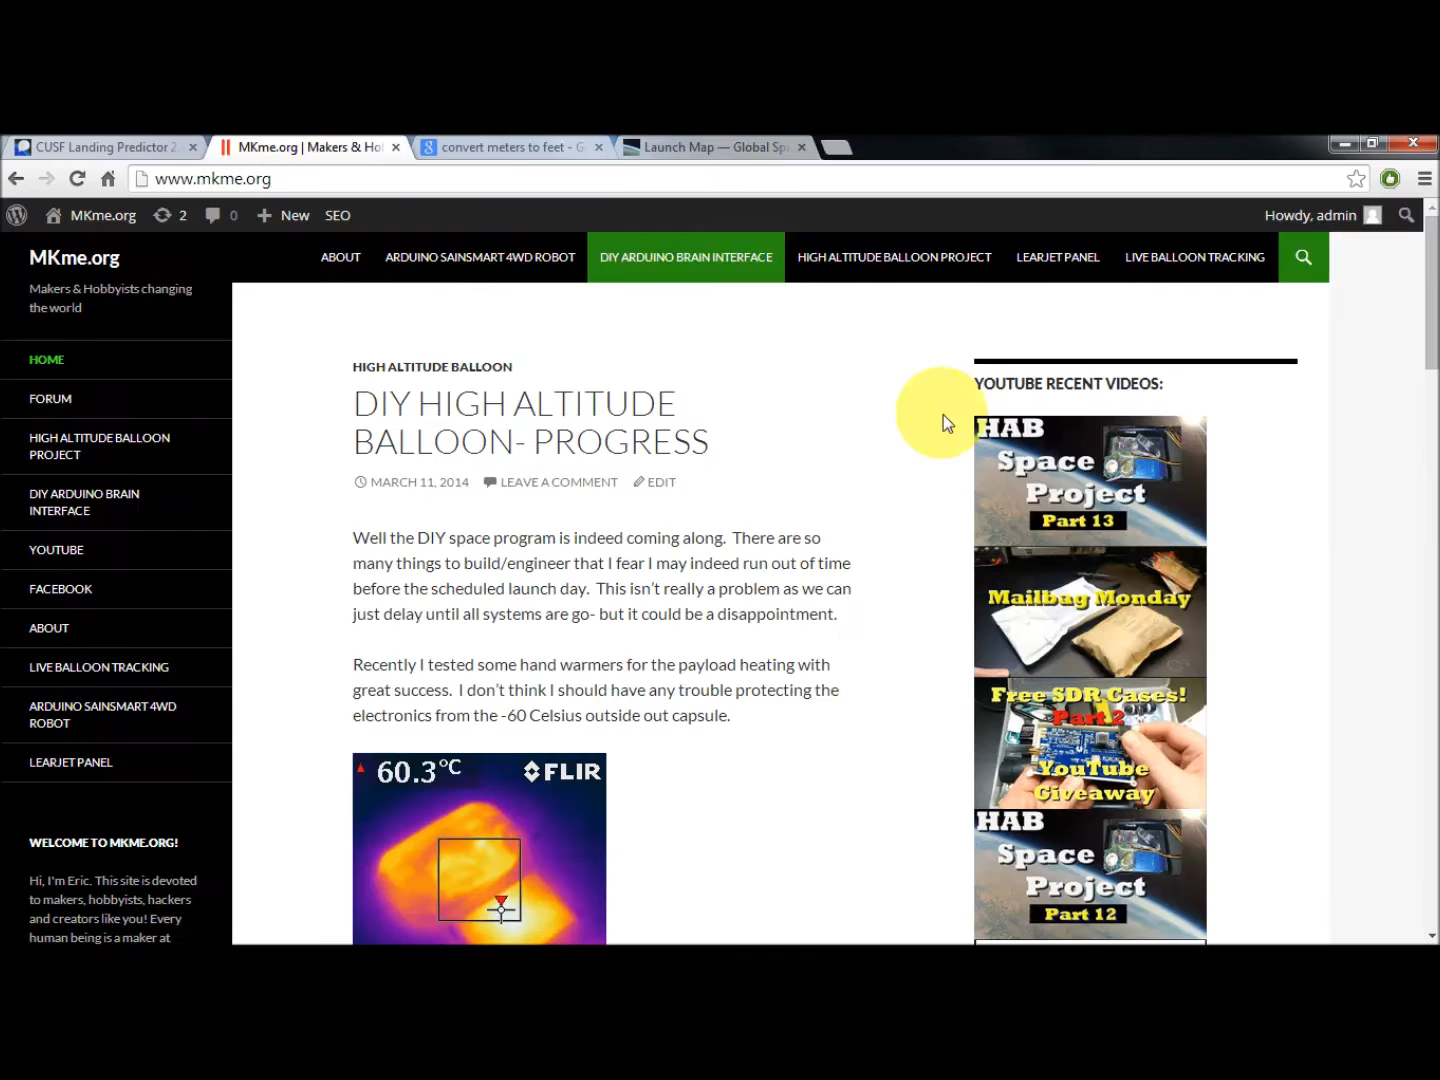 CUSF Landing Predictor 2
MKme.org | Makers & Ho
convert meters to feet - G
Launch Map — Global Sp
www.mkme.org
MKme.org
2
0
New
SEO
Howdy, admin
MKme.org
Makers & Hobbyists changing
the world
ABOUT
ARDUINO SAINSMART 4WD ROBOT
DIY ARDUINO BRAIN INTERFACE
HIGH ALTITUDE BALLOON PROJECT
LEARJET PANEL
LIVE BALLOON TRACKING
HOME
FORUM
HIGH ALTITUDE BALLOON
PROJECT
DIY ARDUINO BRAIN
INTERFACE
YOUTUBE
FACEBOOK
ABOUT
LIVE BALLOON TRACKING
ARDUINO SAINSMART 4WD
ROBOT
LEARJET PANEL
WELCOME TO MKME.ORG!
Hi, I'm Eric. This site is devoted
to makers, hobbyists, hackers
and creators like you! Every
human being is a maker at
HIGH ALTITUDE BALLOON
DIY HIGH ALTITUDE
BALLOON- PROGRESS
MARCH 11, 2014
LEAVE A COMMENT
EDIT
Well the DIY space program is indeed coming along. There are so
many things to build/engineer that I fear I may indeed run out of time
before the scheduled launch day. This isn't really a problem as we can
just delay until all systems are go- but it could be a disappointment.
Recently I tested some hand warmers for the payload heating with
great success. I don't think I should have any trouble protecting the
electronics from the -60 Celsius outside out capsule.
60.3°C
FLIR
YOUTUBE RECENT VIDEOS:
HAB
Space
Project
Part 13
Mailbag Monday
Free SDR Cases!
Part 2
YouTube
Giveaway
HAB
Space
Project
Part 12